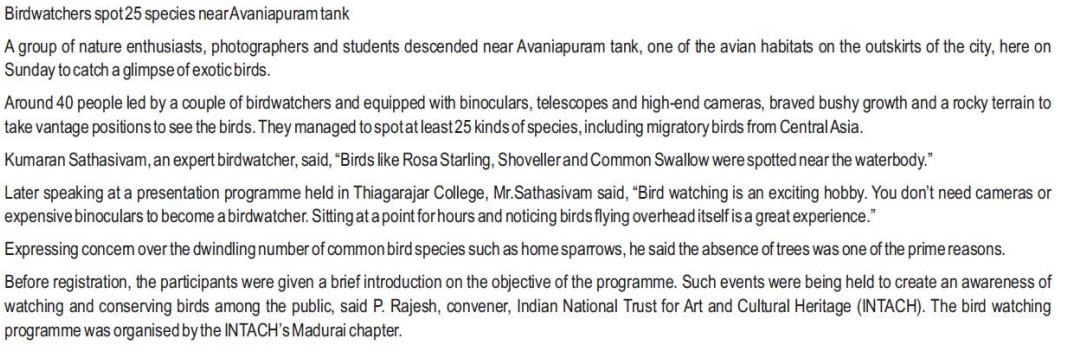 Birdwatchers spot 25 species near Avaniapuram tank
A group of nature enthusiasts, photographers and students descended near Avaniapuram tank, one of the avian habitats on the outskirts of the city, here on
Sunday to catch a glimpse of exotic birds.
Around 40 people led by a couple of birdwatchers and equipped with binoculars, telescopes and high-end cameras, braved bushy growth and a rocky terrain to
take vantage positions to see the birds. They managed to spot at least 25 kinds of species, including migratory birds from Central Asia.
Kumaran Sathasivam, an expert birdwatcher, said, “Birds like Rosa Starling, Shoveller and Common Swallow were spotted near the waterbody.”
Later speaking at a presentation programme held in Thiagarajar College, Mr.Sathasivam said, “Bird watching is an exciting hobby. You don’t need cameras or
expensive binoculars to become a birdwatcher. Sitting at a point for hours and noticing birds flying overhead itself is a great experience.”
Expressing concern over the dwindling number of common bird species such as home sparrows, he said the absence of trees was one of the prime reasons.
Before registration, the participants were given a brief introduction on the objective of the programme. Such events were being held to create an awareness of
watching and conserving birds among the public, said P. Rajesh, convener, Indian National Trust for Art and Cultural Heritage (INTACH). The bird watching
programme was organised by the INTACH’s Madurai chapter.